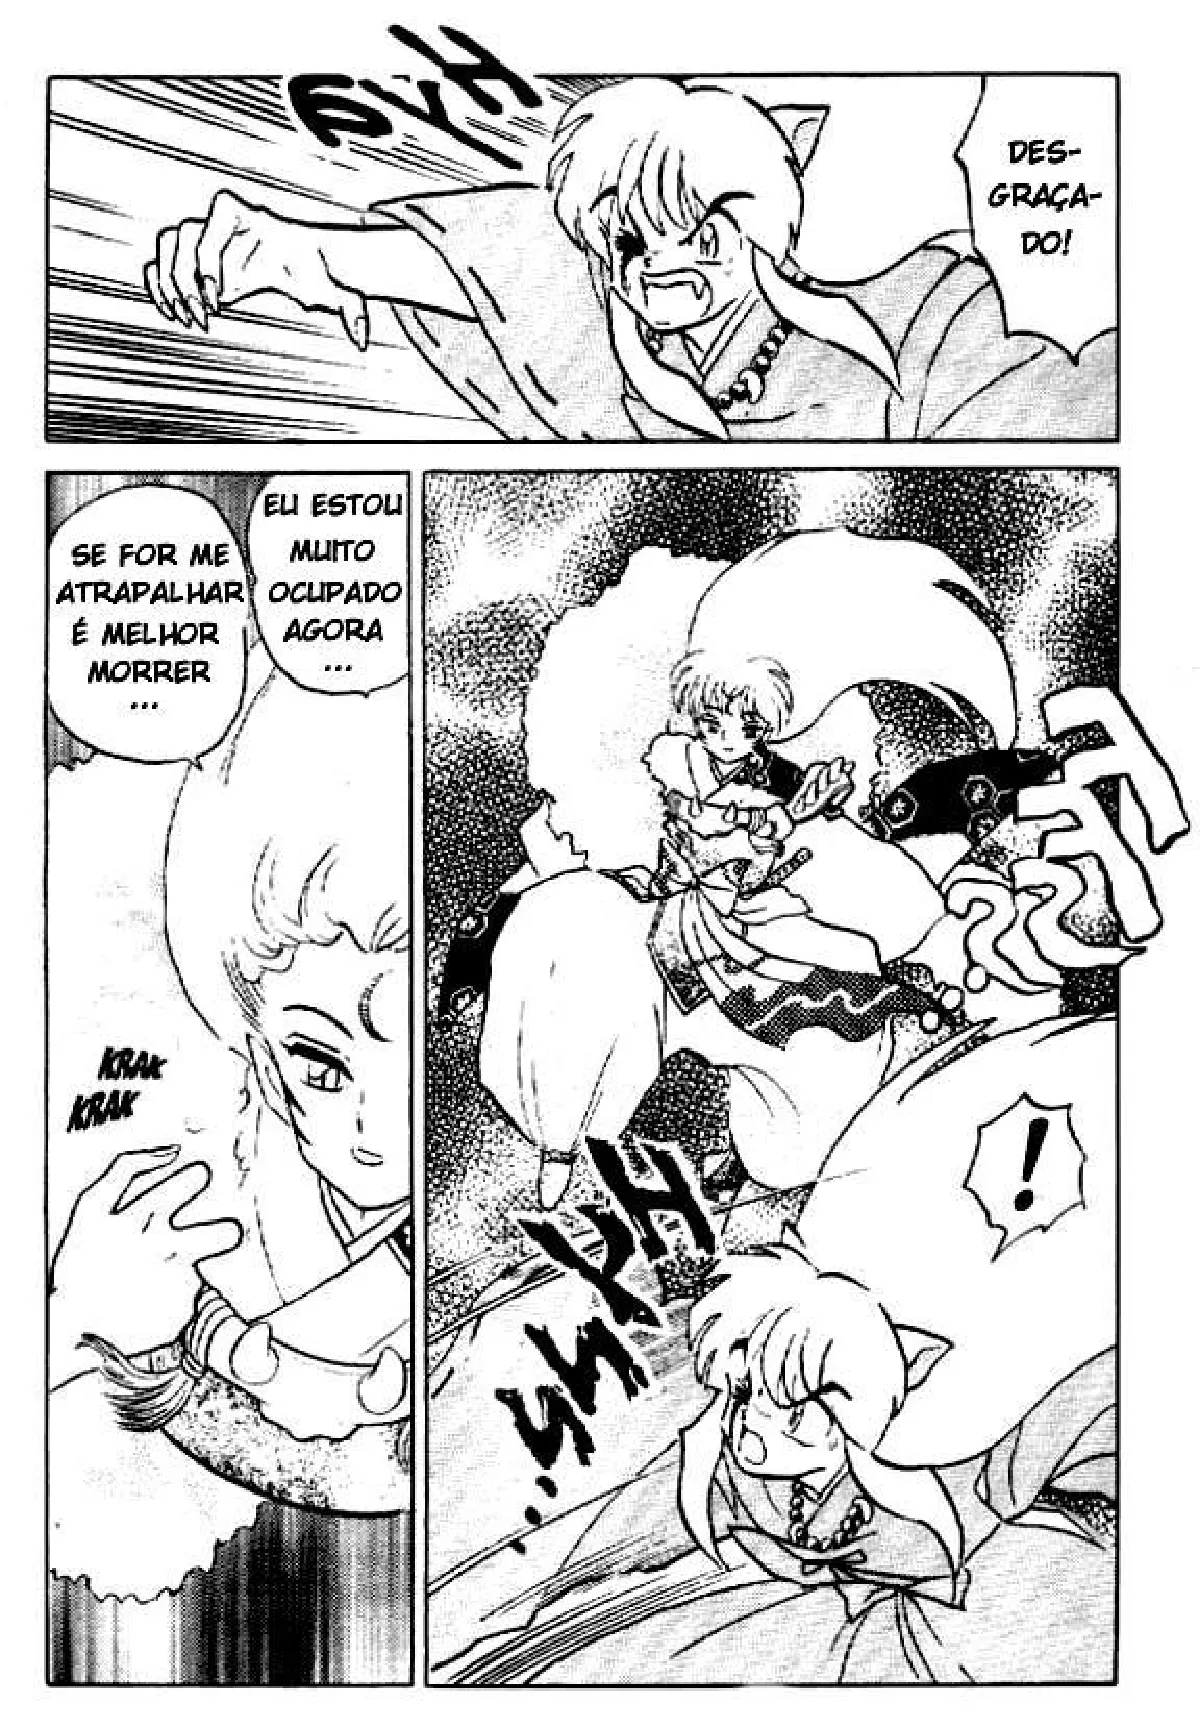 DES-
GRAÇA-
DO!
EU ESTOU
MUITO
OCUPADO
AGORA
...
SE FOR ME
ATRAPALHAR
É MELHOR
MORRER
...
KRAK
KRAK
!